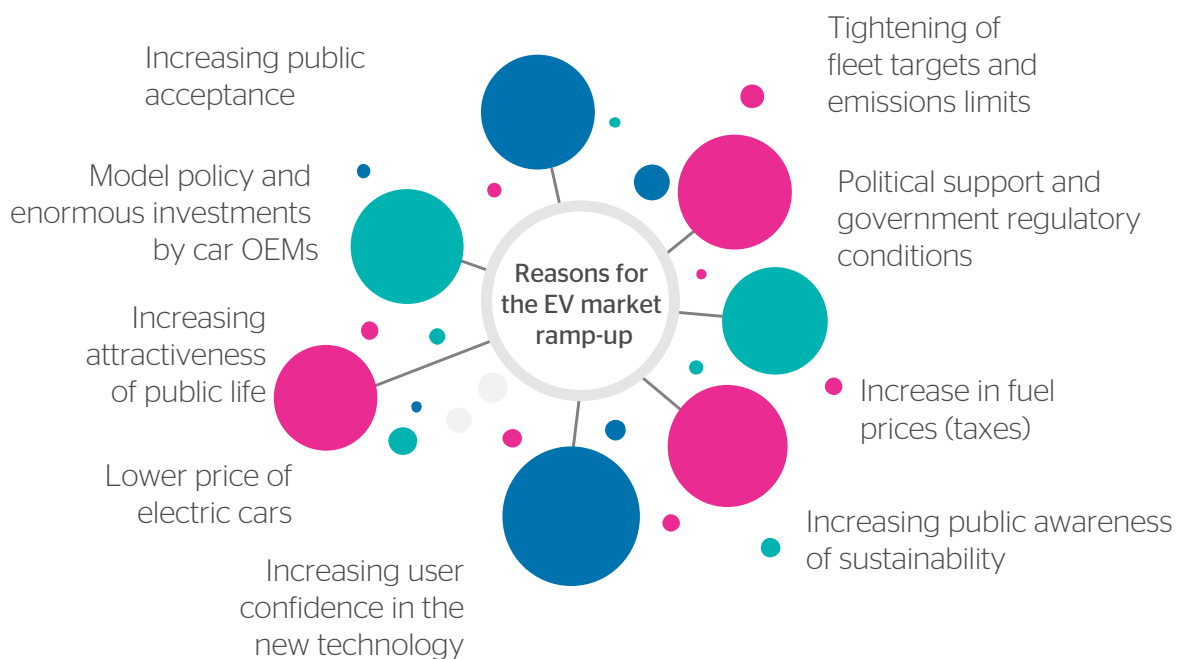 Increasing public
acceptance
Tightening of
fleet targets and
emissions limits
Model policy and
enormous investments
by car OEMs
Political support and
government regulatory
conditions
Reasons for
the EV market
ramp-up
Increasing
attractiveness
of public life
Increase in fuel
prices (taxes)
Lower price of
electric cars
Increasing public awareness
of sustainability
Increasing user
confidence in the
new technology